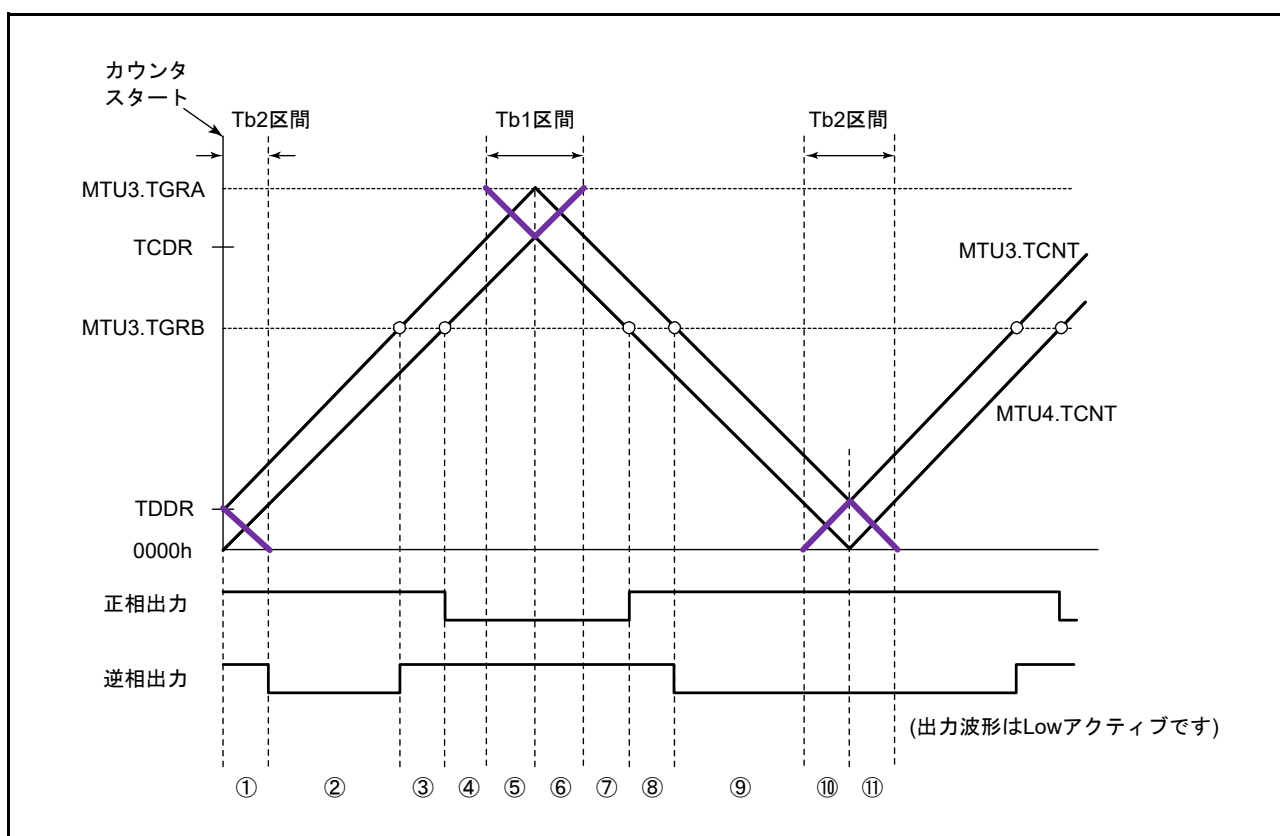 カウンタ
スタート
Tb2区間
Tb1区間
Tb2区間
MTU3.TGRA
TCDR
MTU3.TCNT
MTU3.TGRB
MTU4.TCNT
TDDR
0000h
正相出力
逆相出力
(出力波形はLowアクティブです)
① ② ③ ④ ⑤ ⑥ ⑦ ⑧ ⑨ ⑩ ⑪